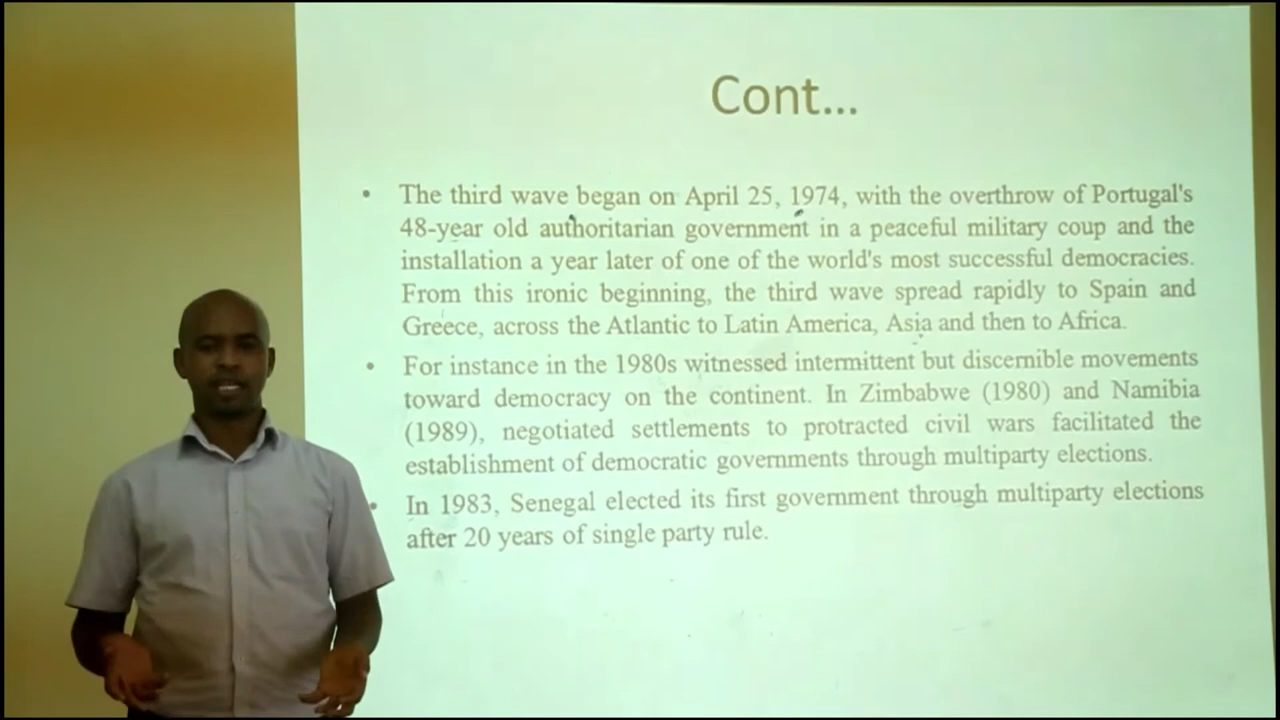 Cont...
• The third wave began on April 25, 1974, with the overthrow of Portugal's
48-year old authoritarian government in a peaceful military coup and the
installation a year later of one of the world's most successful democracies.
From this ironic beginning, the third wave spread rapidly to Spain and
Greece, across the Atlantic to Latin America, Asia and then to Africa.
• For instance in the 1980s witnessed intermittent but discernible movements
toward democracy on the continent. In Zimbabwe (1980) and Namibia
(1989), negotiated settlements to protracted civil wars facilitated the
establishment of democratic governments through multiparty elections.
• In 1983, Senegal elected its first government through multiparty elections
after 20 years of single party rule.